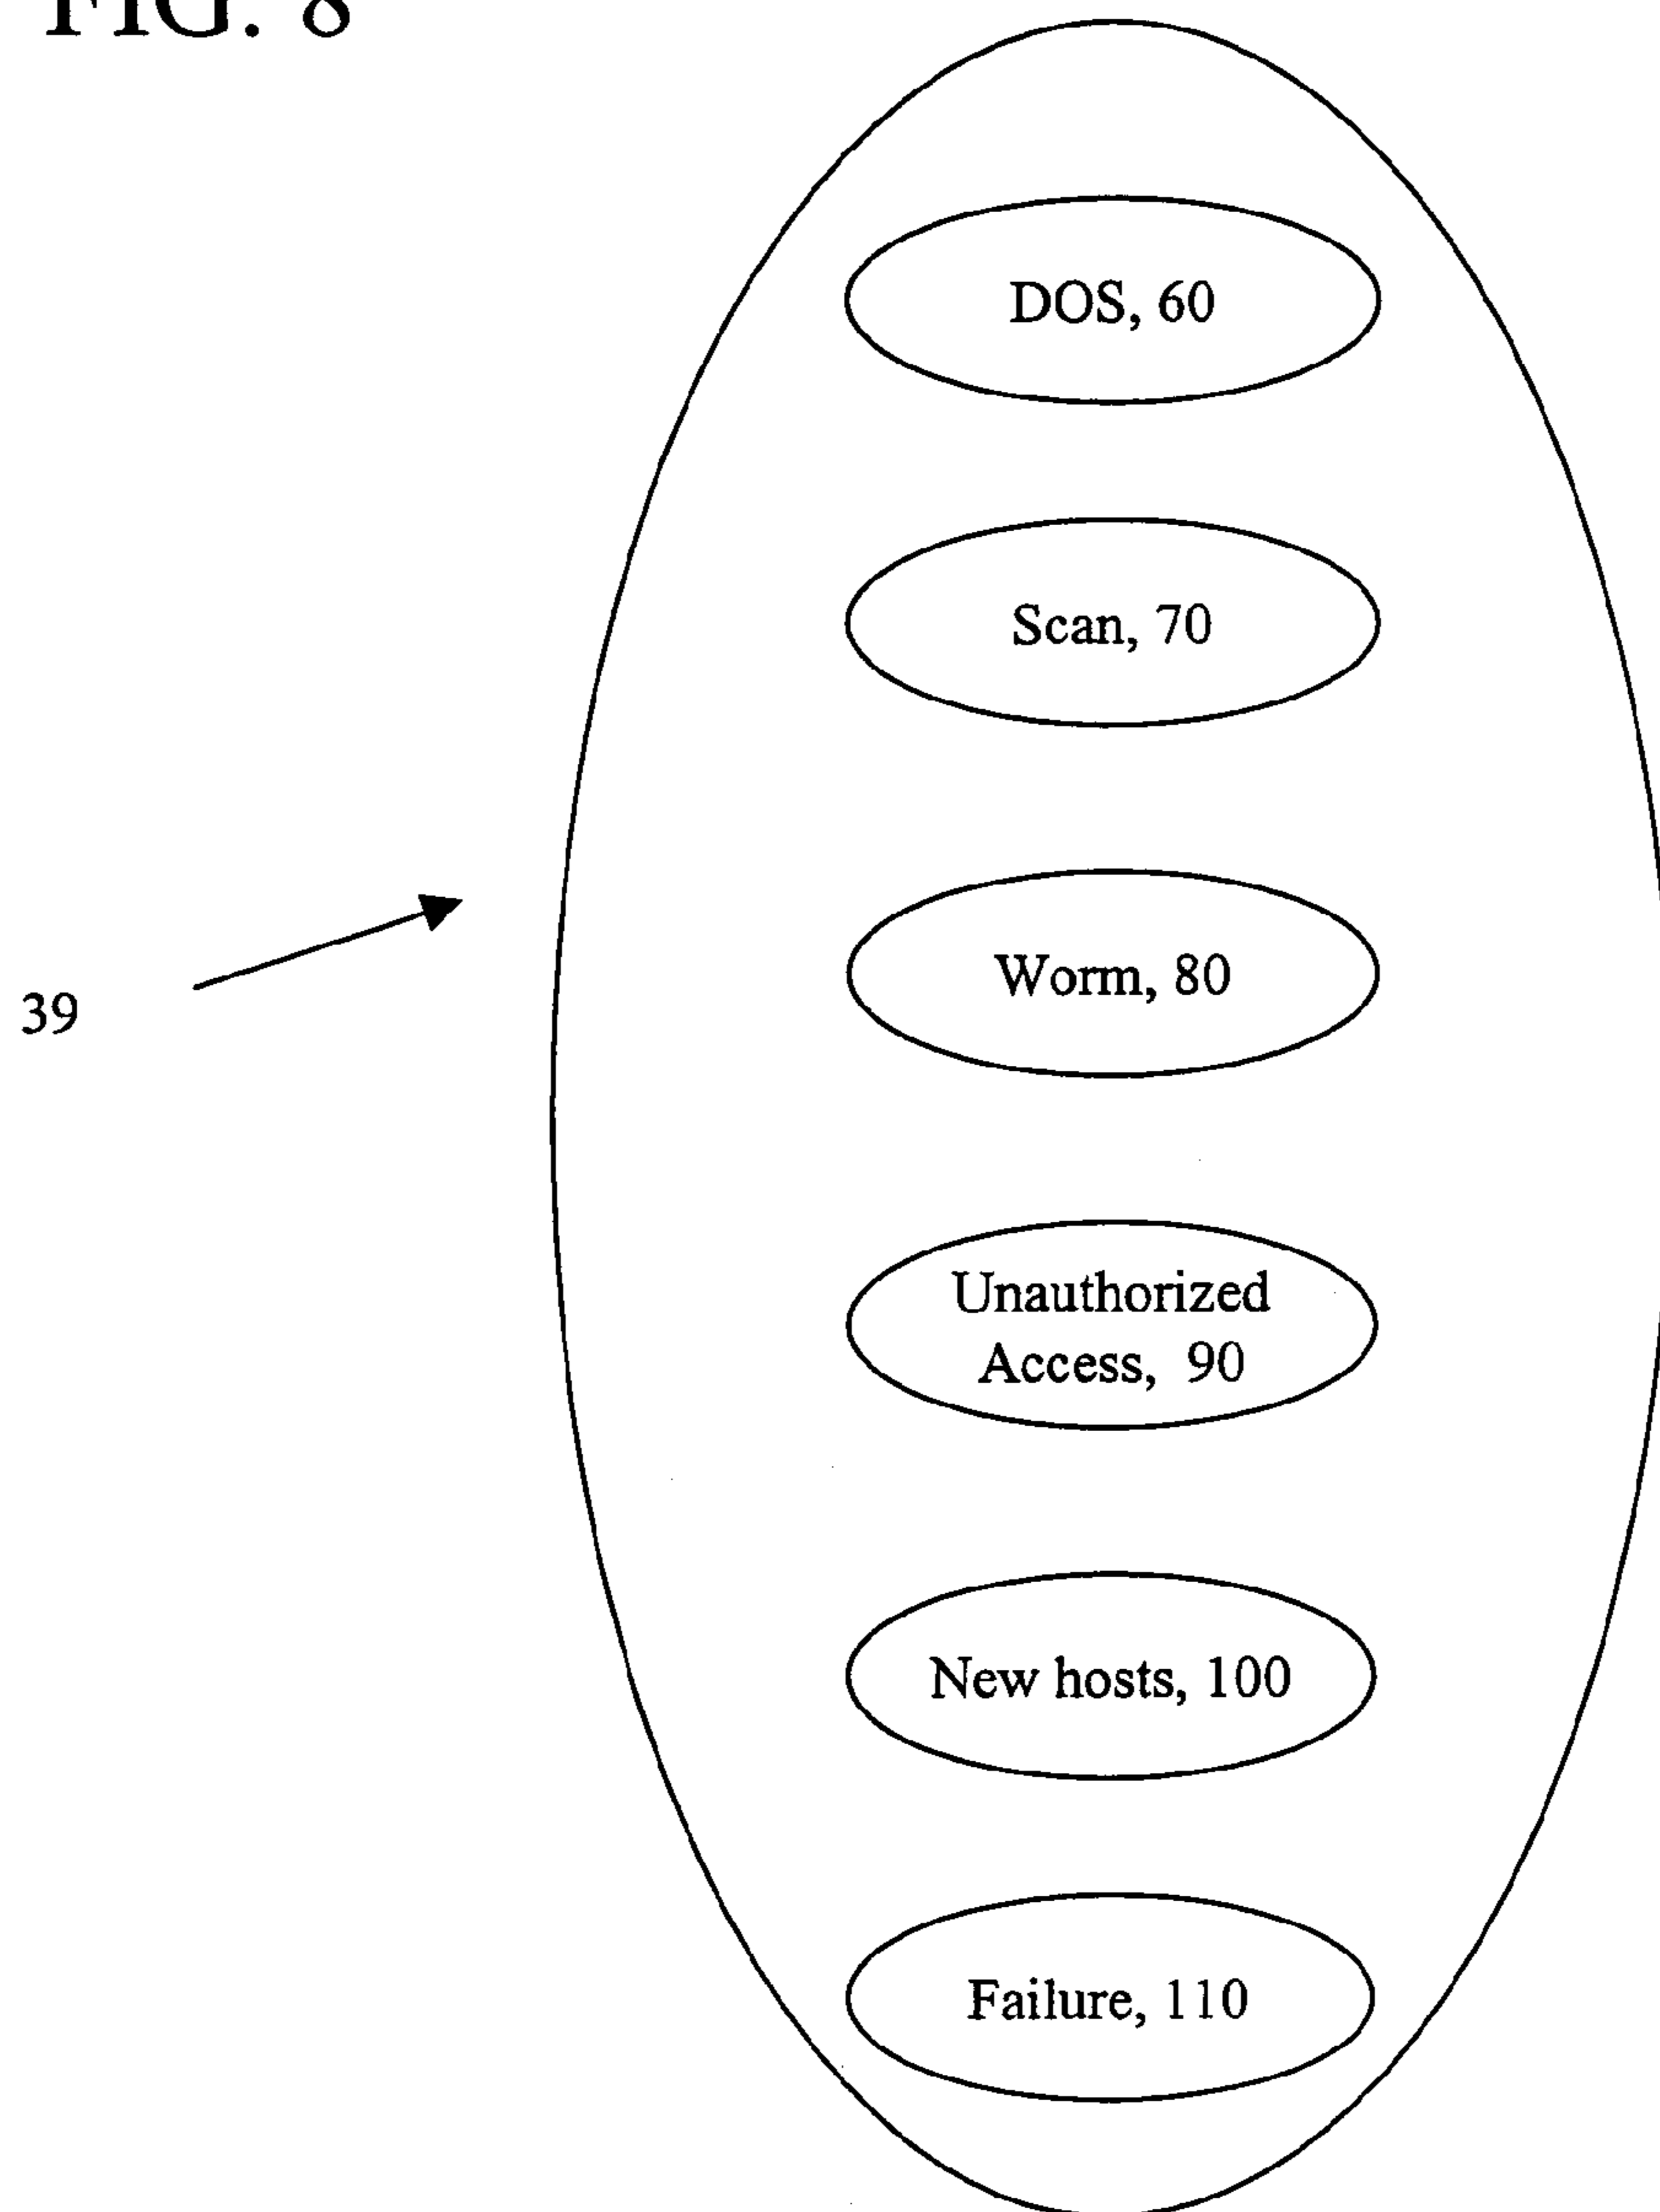 FIG. 8
DOS, 60
Scan, 70
Worm, 80
39
Unauthorized
Access, 90
New hosts, 100
Failure, 110